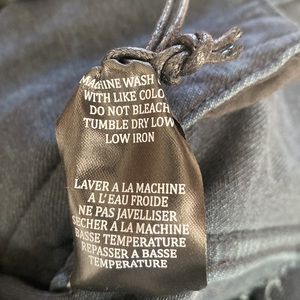 MACHINE WASH
WITH LIKE COLO
DO NOT BLEACH
TUMBLE DRY LOW
LOW IRON
LAVER A LA MACHINE
A L'EAU FROIDE
NE PAS JAVELLISER
SECHER A LA MACHINE
BASSE TEMPERATURE
REPASSER A BASSE
TEMPERATURE